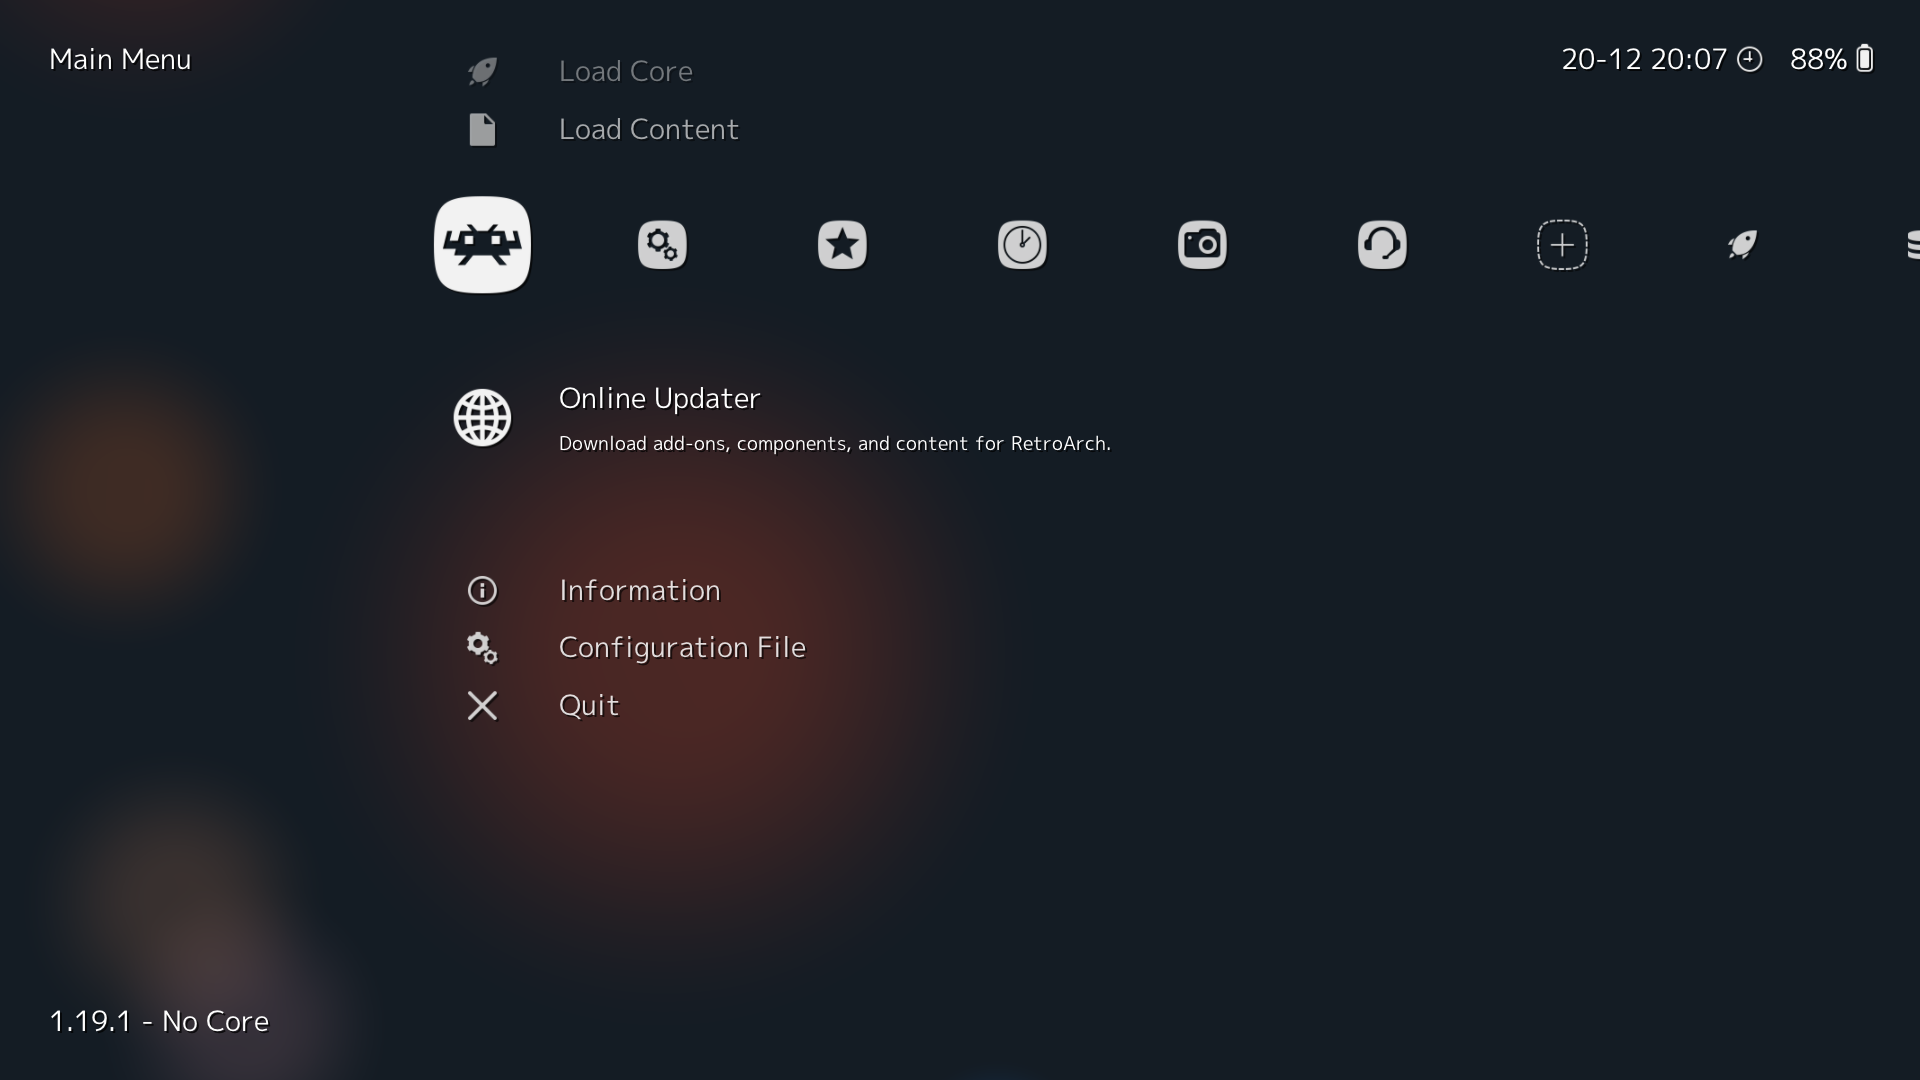 Main Menu
Load Core
20-12 20:07
88%
Load Content
Online Updater
Download add-ons, components, and content for RetroArch.
Information
Configuration File
Quit
1.19.1 - No Core